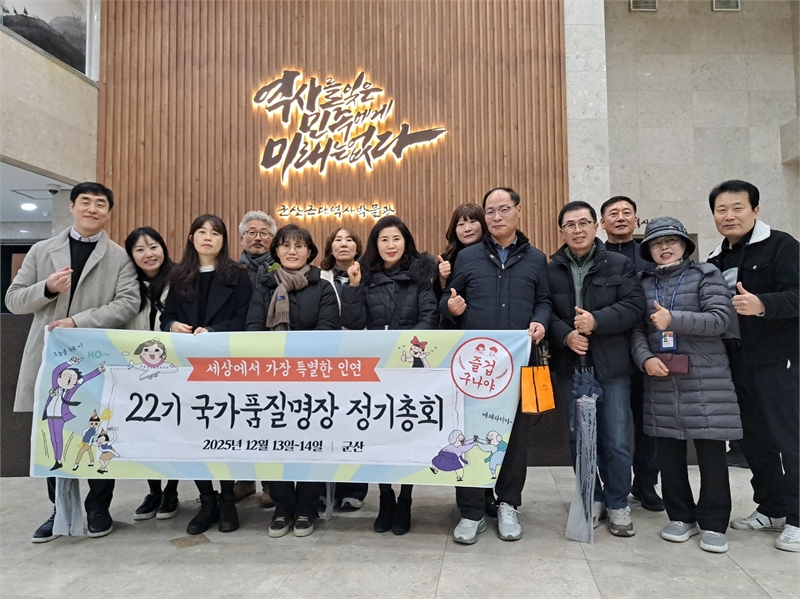 역사를 잊은
민족에게
미래는 없다
군산근대역사박물관
세상에서 가장 특별한 인연
22기 국가품질명장 정기총회
2025년 12월 13일~14일 | 군산
HO~
즐겁
구나야